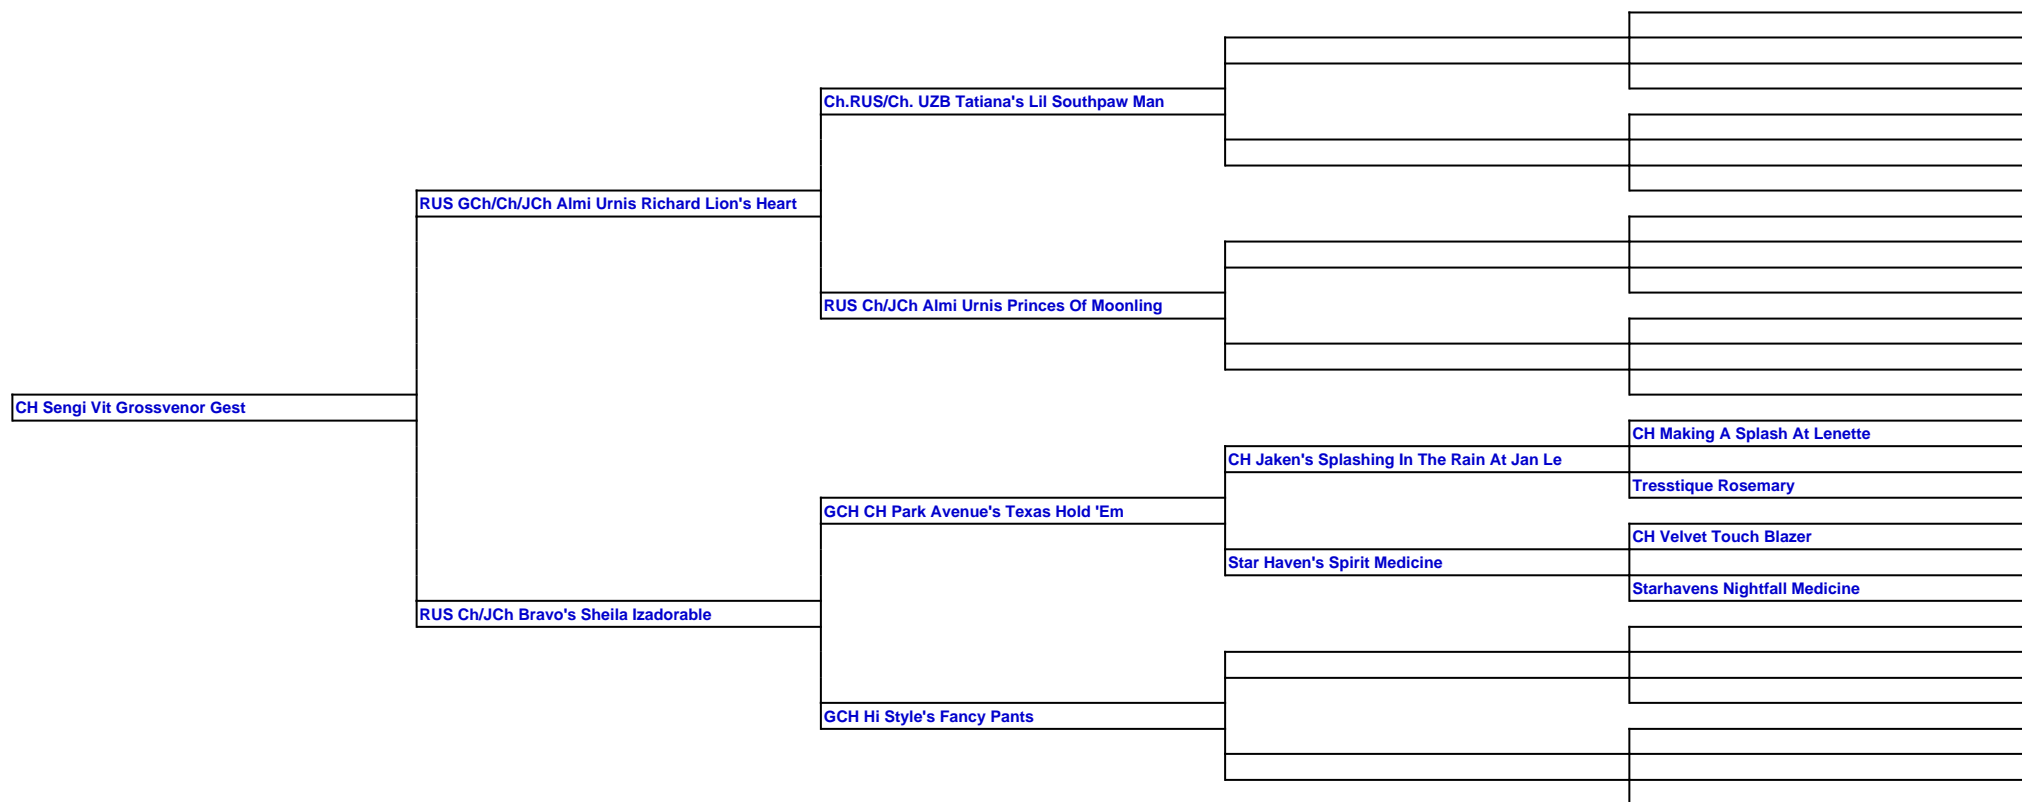 Ch.RUS/Ch. UZB Tatiana's Lil Southpaw Man
RUS GCh/Ch/JCh Almi Urnis Richard Lion's Heart
RUS Ch/JCh Almi Urnis Princes Of Moonling
CH Sengi Vit Grossvenor Gest
CH Making A Splash At Lenette
CH Jaken's Splashing In The Rain At Jan Le
Tresstique Rosemary
GCH CH Park Avenue's Texas Hold 'Em
CH Velvet Touch Blazer
Star Haven's Spirit Medicine
Starhavens Nightfall Medicine
RUS Ch/JCh Bravo's Sheila Izadorable
GCH Hi Style's Fancy Pants